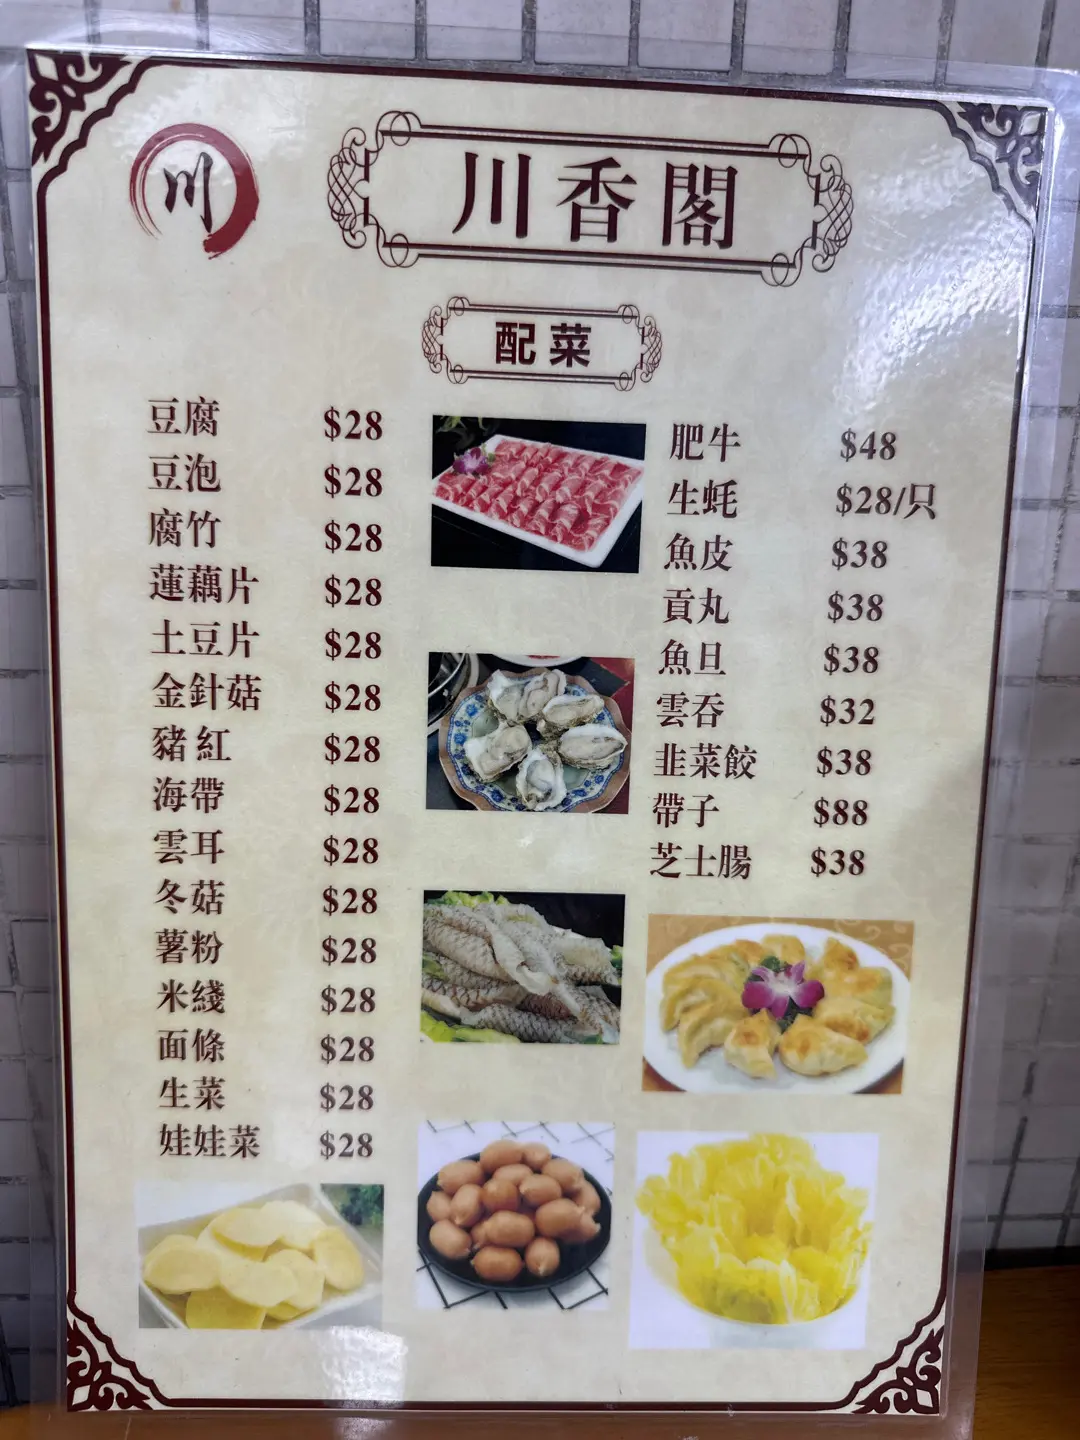 川
川香閣
配菜
豆腐 $28
豆泡 $28
腐竹 $28
蓮藕片 $28
土豆片 $28
金針菇 $28
豬紅 $28
海帶 $28
雲耳 $28
冬菇 $28
薯粉 $28
米綫 $28
面條 $28
生菜 $28
娃娃菜 $28
肥牛 $48
生蚝 $28/只
魚皮 $38
貢丸 $38
魚旦 $38
雲吞 $32
韭菜餃 $38
帶子 $88
芝士腸 $38